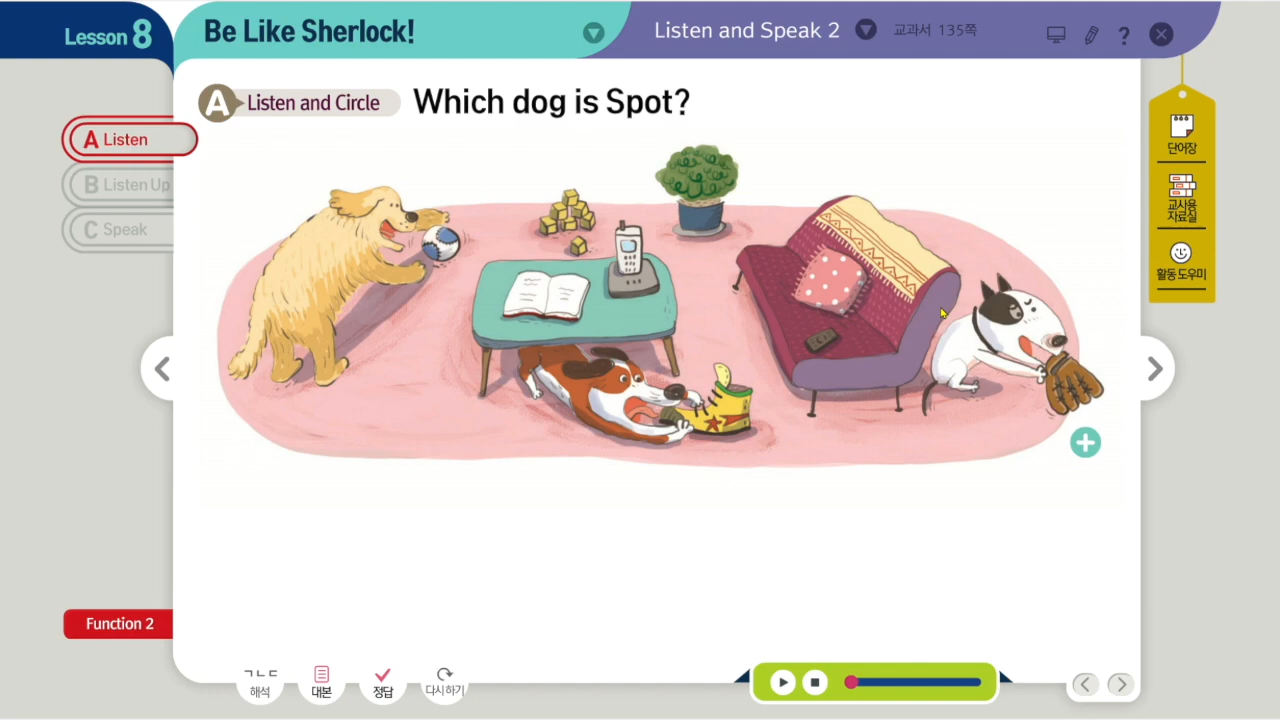 Lesson 8
Be Like Sherlock!
Listen and Speak 2
교과서 135쪽
A Listen and Circle
Which dog is Spot?
A Listen
B Listen Up
C Speak
단어장
교사용
자료실
활동 도우미
Function 2
ㄱㄴㄷ
해석
대본
정답
다시하기